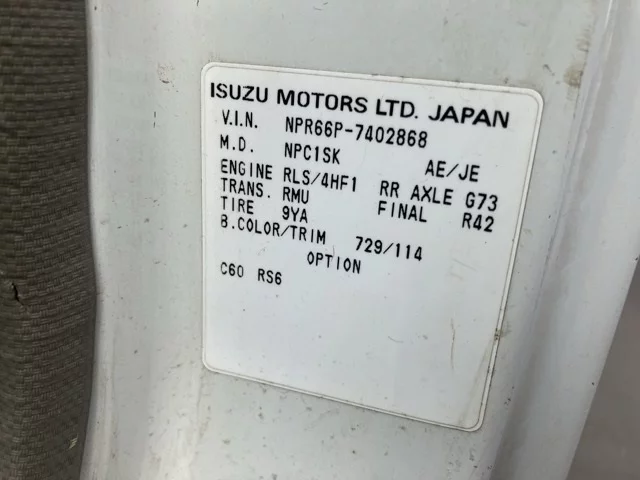 ISUZU MOTORS LTD. JAPAN
V.I.N. NPR66P-7402868
M.D. NPC1SK AE/JE
ENGINE RLS/4HF1 RR AXLE G73
TRANS. RMU FINAL R42
TIRE 9YA
B.COLOR/TRIM 729/114
OPTION
C60 RS6